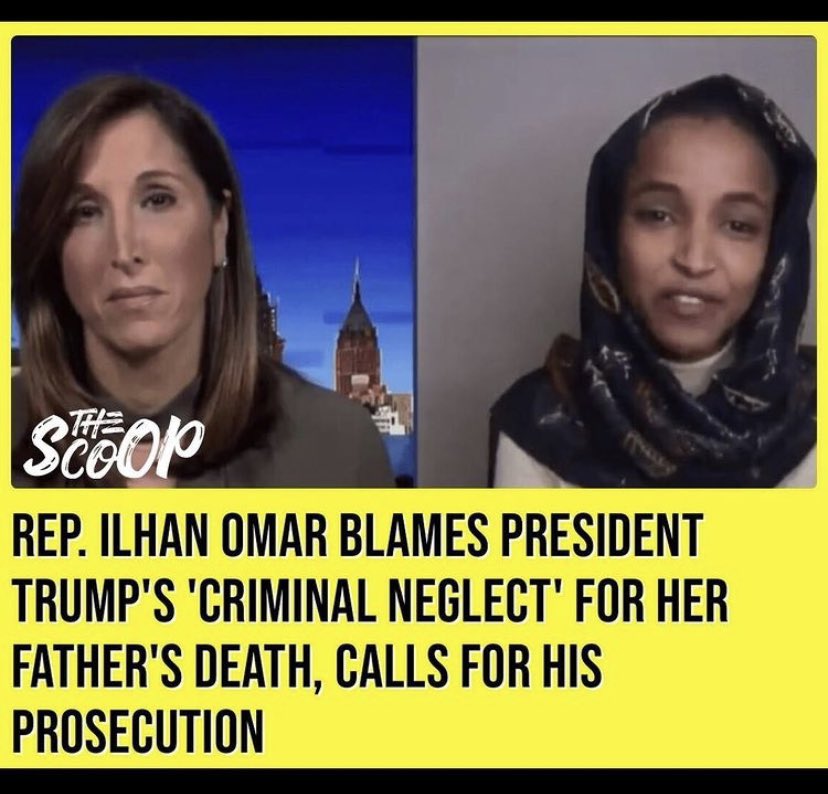 THE
SCOOP
REP. ILHAN OMAR BLAMES PRESIDENT
TRUMP'S 'CRIMINAL NEGLECT' FOR HER
FATHER'S DEATH, CALLS FOR HIS
PROSECUTION